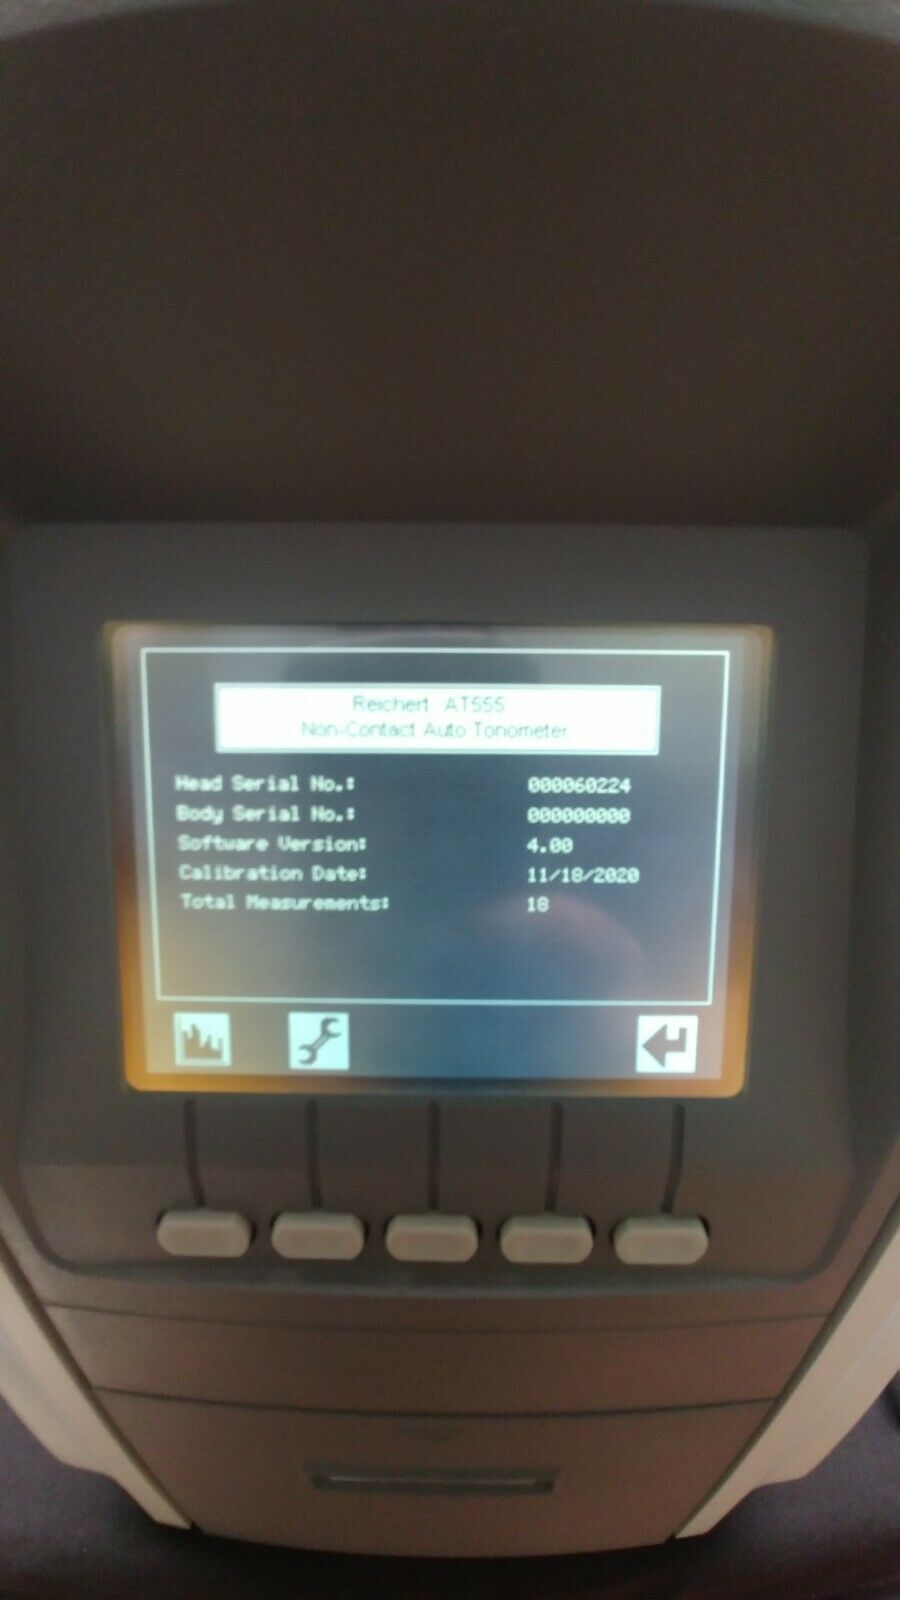 Reichert AT555
Non-Contact Auto Tonometer
Head Serial No.: 000060224
Body Serial No.: 000000000
Software Version: 4.00
Calibration Date: 11/18/2020
Total Measurements: 18